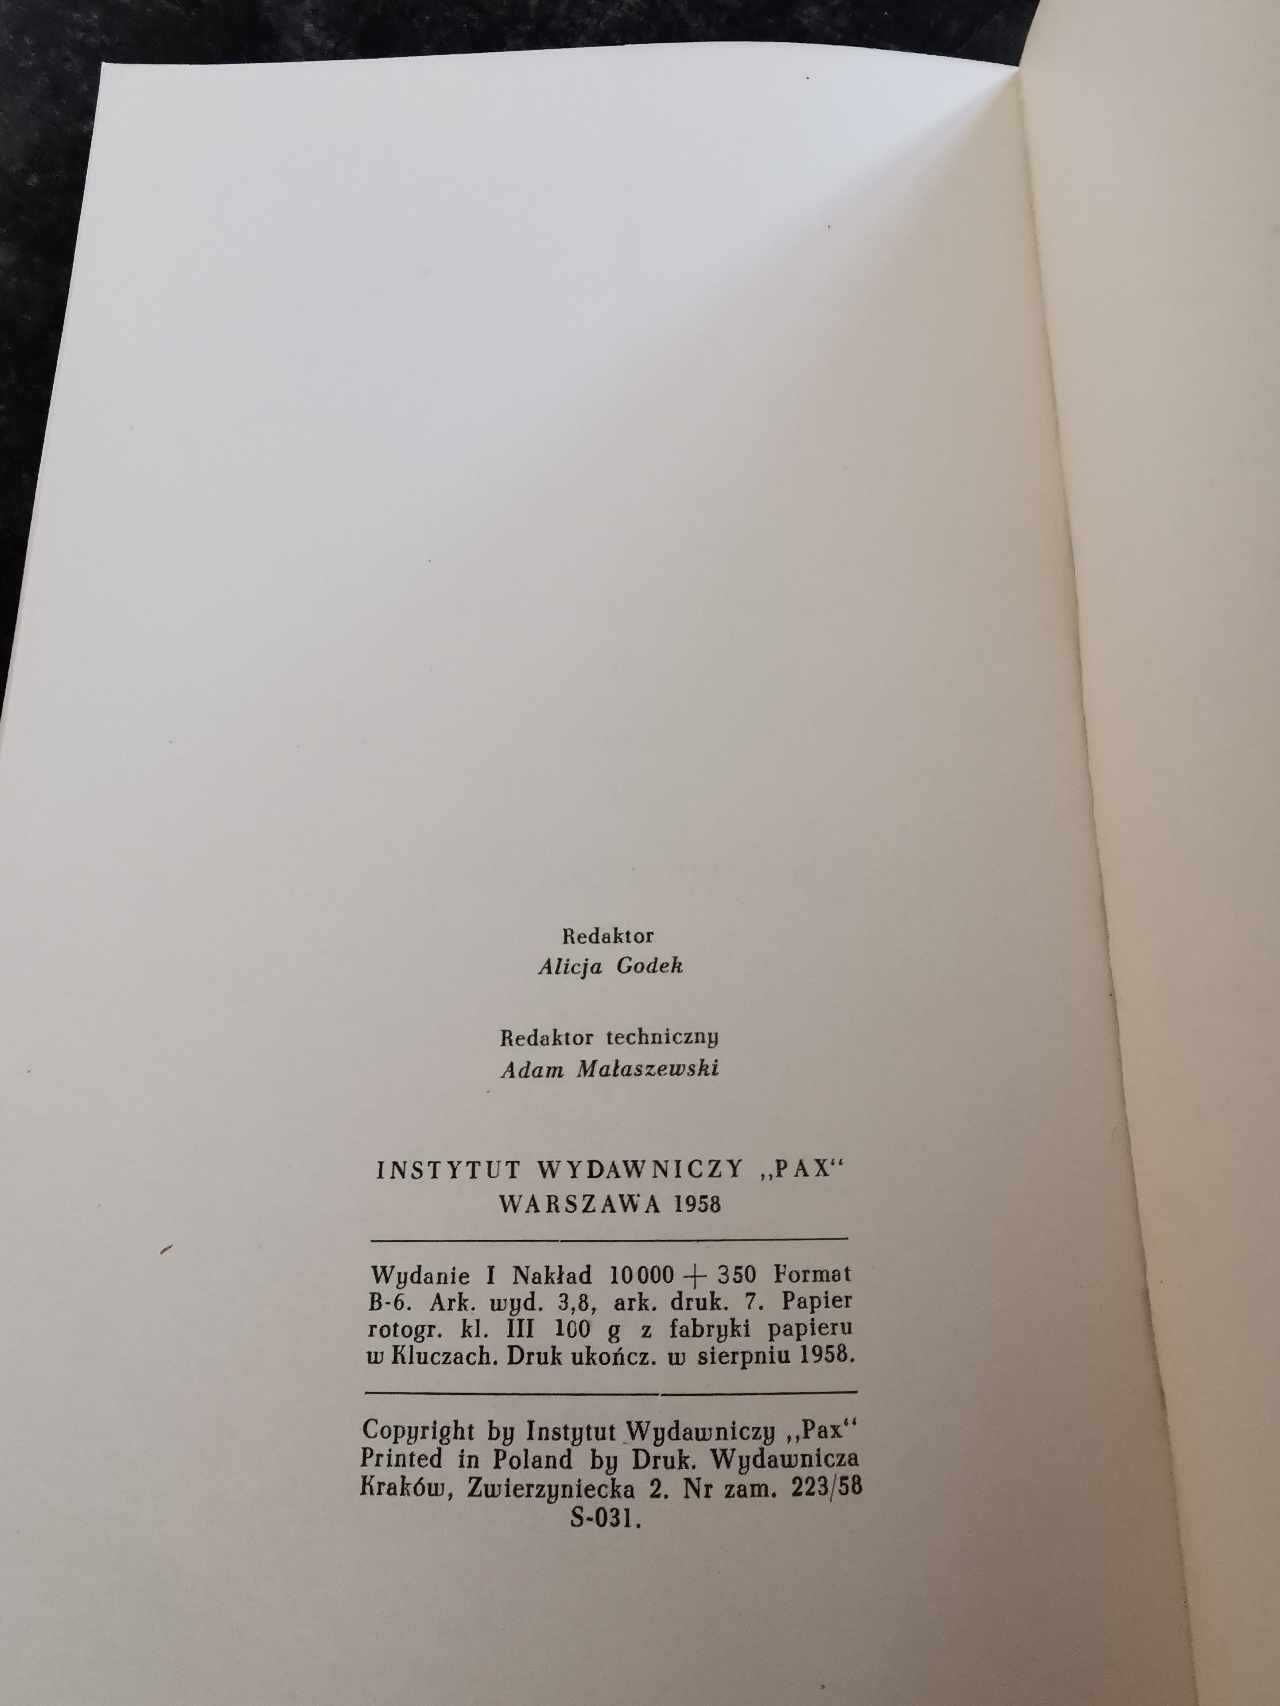 Redaktor
Alicja Godek
Redaktor techniczny
Adam Małaszewski
INSTYTUT WYDAWNICZY „PAX“
WARSZAWA 1958
Wydanie I Nakład 10000 + 350 Format
B-6. Ark. wyd. 3,8, ark. druk. 7. Papier
rotogr. kl. III 100 g z fabryki papieru
w Kluczach. Druk ukończ. w sierpniu 1958.
Copyright by Instytut Wydawniczy „Pax“
Printed in Poland by Druk. Wydawnicza
Kraków, Zwierzyniecka 2. Nr zam. 223/58
S-031.